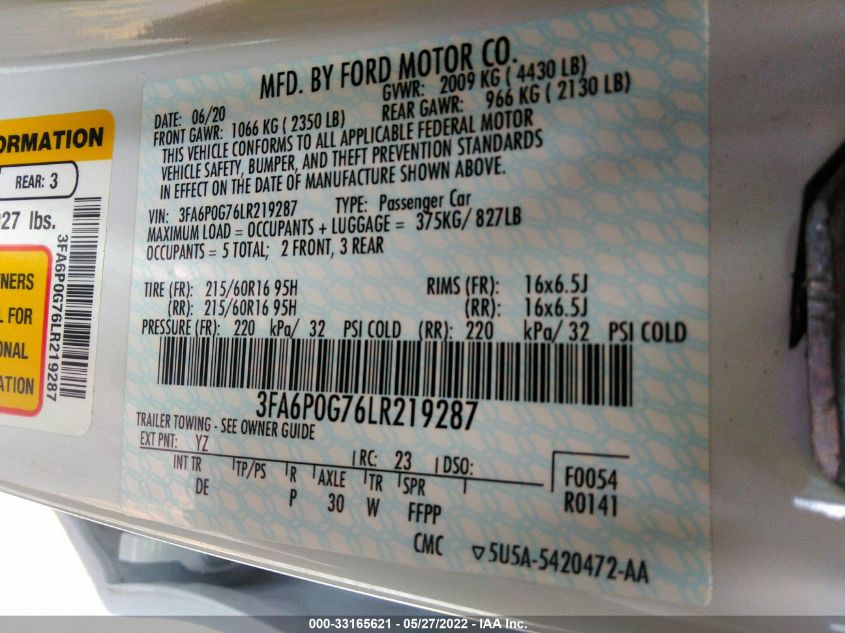 MFD. BY FORD MOTOR CO.
DATE: 06/20 GVWR: 2009 KG ( 4430 LB)
FRONT GAWR: 1066 KG ( 2350 LB) REAR GAWR: 966 KG ( 2130 LB)
THIS VEHICLE CONFORMS TO ALL APPLICABLE FEDERAL MOTOR
VEHICLE SAFETY, BUMPER, AND THEFT PREVENTION STANDARDS
IN EFFECT ON THE DATE OF MANUFACTURE SHOWN ABOVE.
VIN: 3FA6P0G76LR219287 TYPE: Passenger Car
MAXIMUM LOAD = OCCUPANTS + LUGGAGE = 375KG/ 827LB
OCCUPANTS = 5 TOTAL; 2 FRONT, 3 REAR
TIRE (FR): 215/60R16 95H RIMS (FR): 16x6.5J
(RR): 215/60R16 95H (RR): 16x6.5J
PRESSURE (FR): 220 kPa/ 32 PSI COLD (RR): 220 kPa/ 32 PSI COLD
3FA6P0G76LR219287
TRAILER TOWING - SEE OWNER GUIDE
EXT PNT: YZ RC: 23 DSO:
INT TR TP/PS R AXLE TR SPR F0054
DE P 30 W FFPP R0141
CMC ▽5U5A-5420472-AA
ORMATION
REAR: 3
27 lbs.
NERS
L FOR
ONAL
ATION
3FA6P0G76LR219287
000-33165621 / 05/27/2022 - IAA Inc.